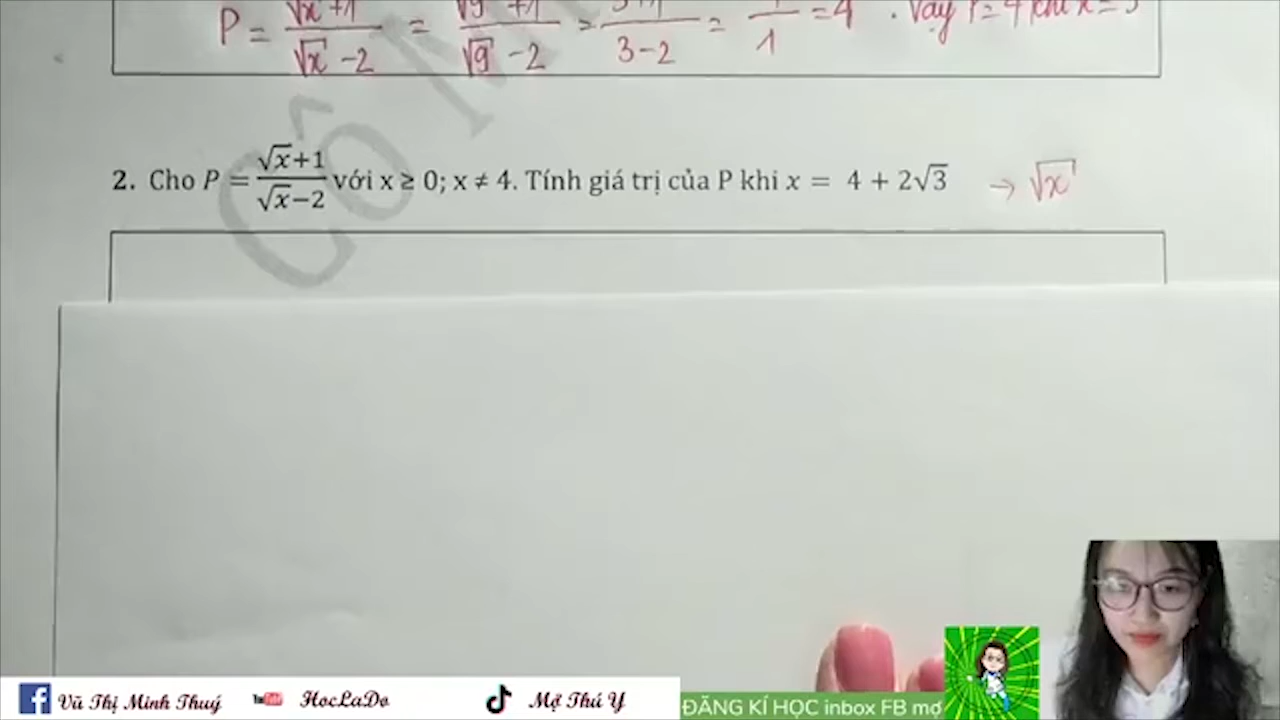 P = √x+1 / √x-2 = √9+1 / √9-2 = 3+1 / 3-2 = 4/1 = 4 . Vậy P=4 khi x=
2. Cho P = √x+1 / √x−2 với x ≥ 0; x ≠ 4. Tính giá trị của P khi x = 4 + 2√3 → √x
CÔ
Vũ Thị Minh Thuý
YouTube
HocLaDo
Mợ Thú Y
ĐĂNG KÍ HỌC inbox FB mợ